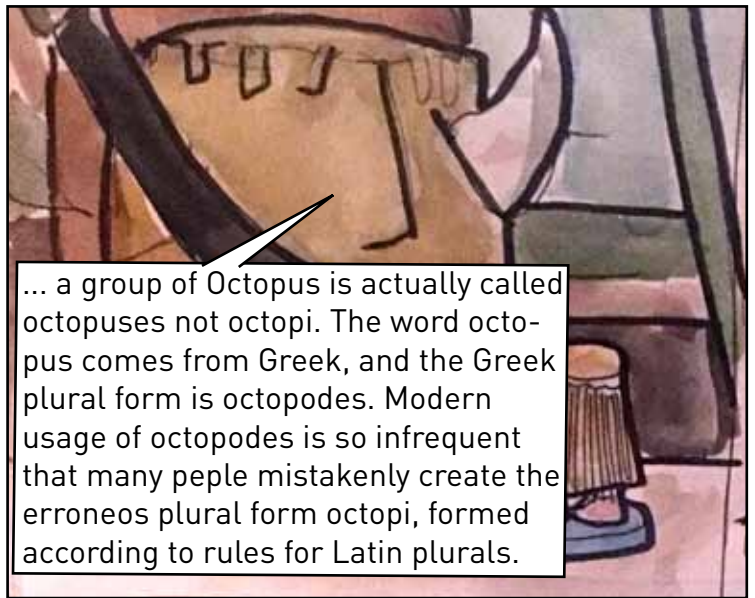 ... a group of Octopus is actually called
octopuses not octopi. The word octo-
pus comes from Greek, and the Greek
plural form is octopodes. Modern
usage of octopodes is so infrequent
that many peple mistakenly create the
erroneos plural form octopi, formed
according to rules for Latin plurals.